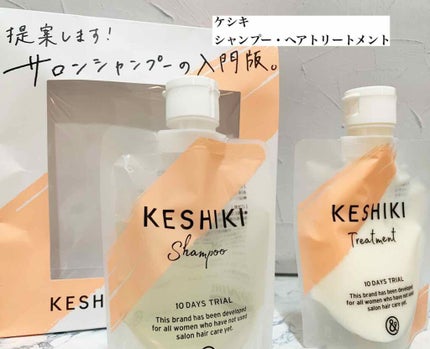 提案します!
サロンシャンプーの入門版。
ケシキ
シャンプー・ヘアトリートメント
KESH
KESHIKI
Shampoo
10 DAYS TRIAL
This brand has been developed
for all women who have not used
salon hair care yet.
&
KESHIKI
Treatment
10 DAYS TRIAL
This brand has been developed
for all women who have not used
salon hair care yet.
&